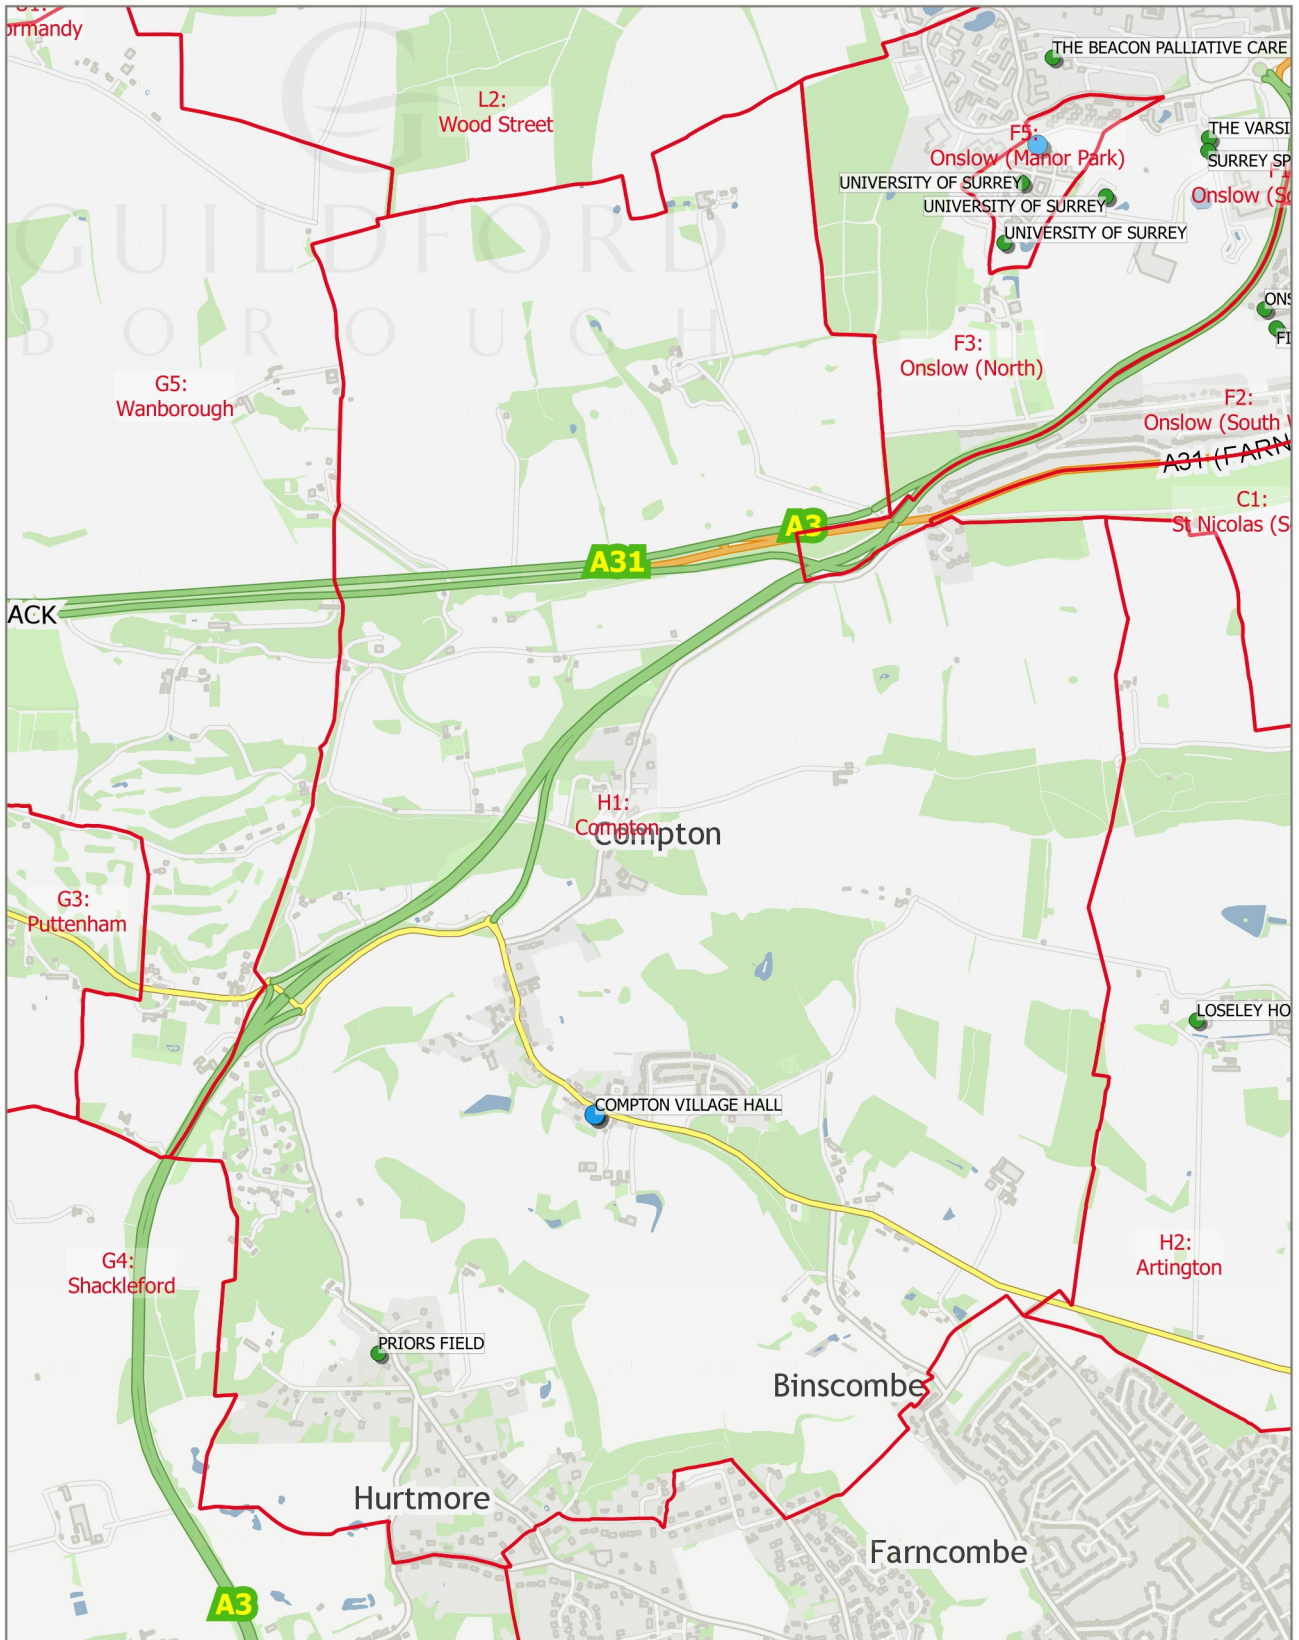 ormandy
THE BEACON PALLIATIVE CARE
L2:
Wood Street
THE VARSI
F5:
Onslow (Manor Park)
SURREY SP
UNIVERSITY OF SURREY
Onslow (S
UNIVERSITY OF SURREY
UNIVERSITY OF SURREY
GUILDFORD
BOROUGH
ONS
FI
F3:
Onslow (North)
G5:
Wanborough
F2:
Onslow (South
A31 (FARN
C1:
St Nicolas (S
A3
A31
ACK
H1:
Compton
Compton
G3:
Puttenham
LOSELEY HO
COMPTON VILLAGE HALL
H2:
Artington
G4:
Shackleford
PRIORS FIELD
Binscombe
Hurtmore
Farncombe
A3